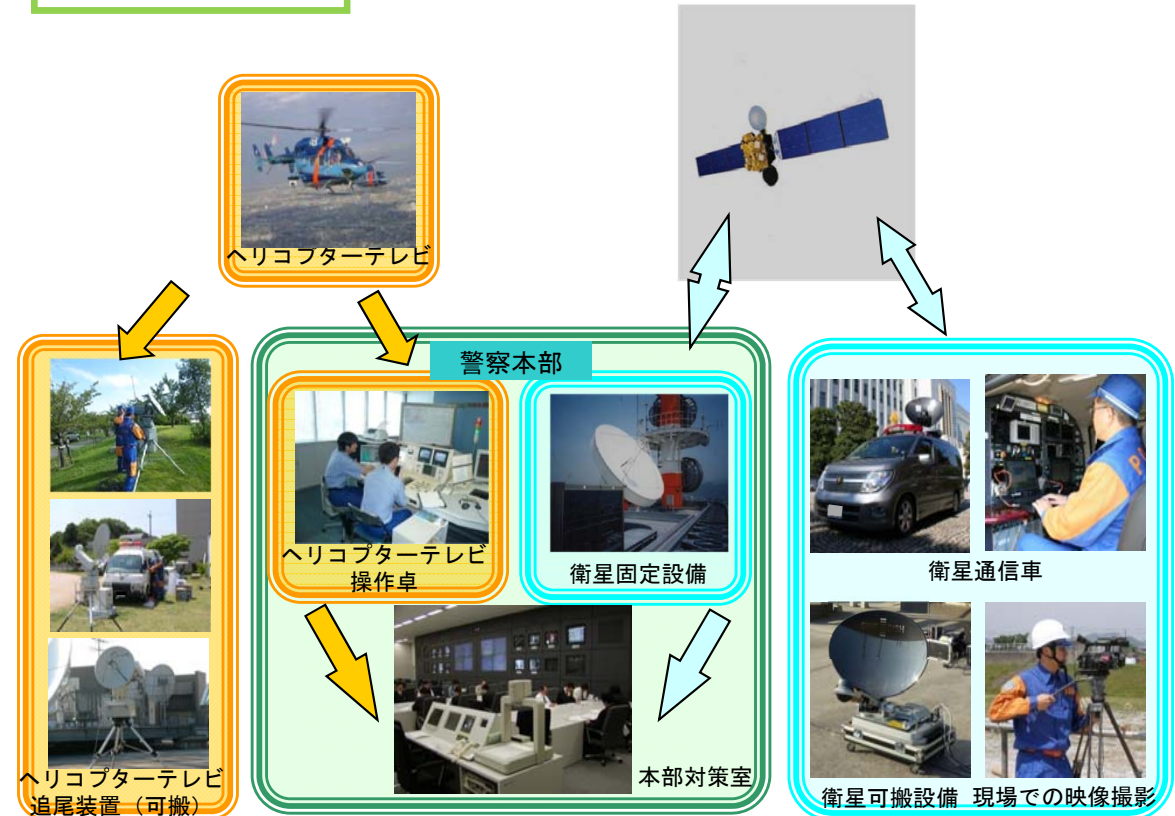 ヘリコプターテレビ
警察本部
ヘリコプターテレビ
操作卓
衛星固定設備
本部対策室
ヘリコプターテレビ
追尾装置(可搬)
衛星通信車
衛星可搬設備
現場での映像撮影